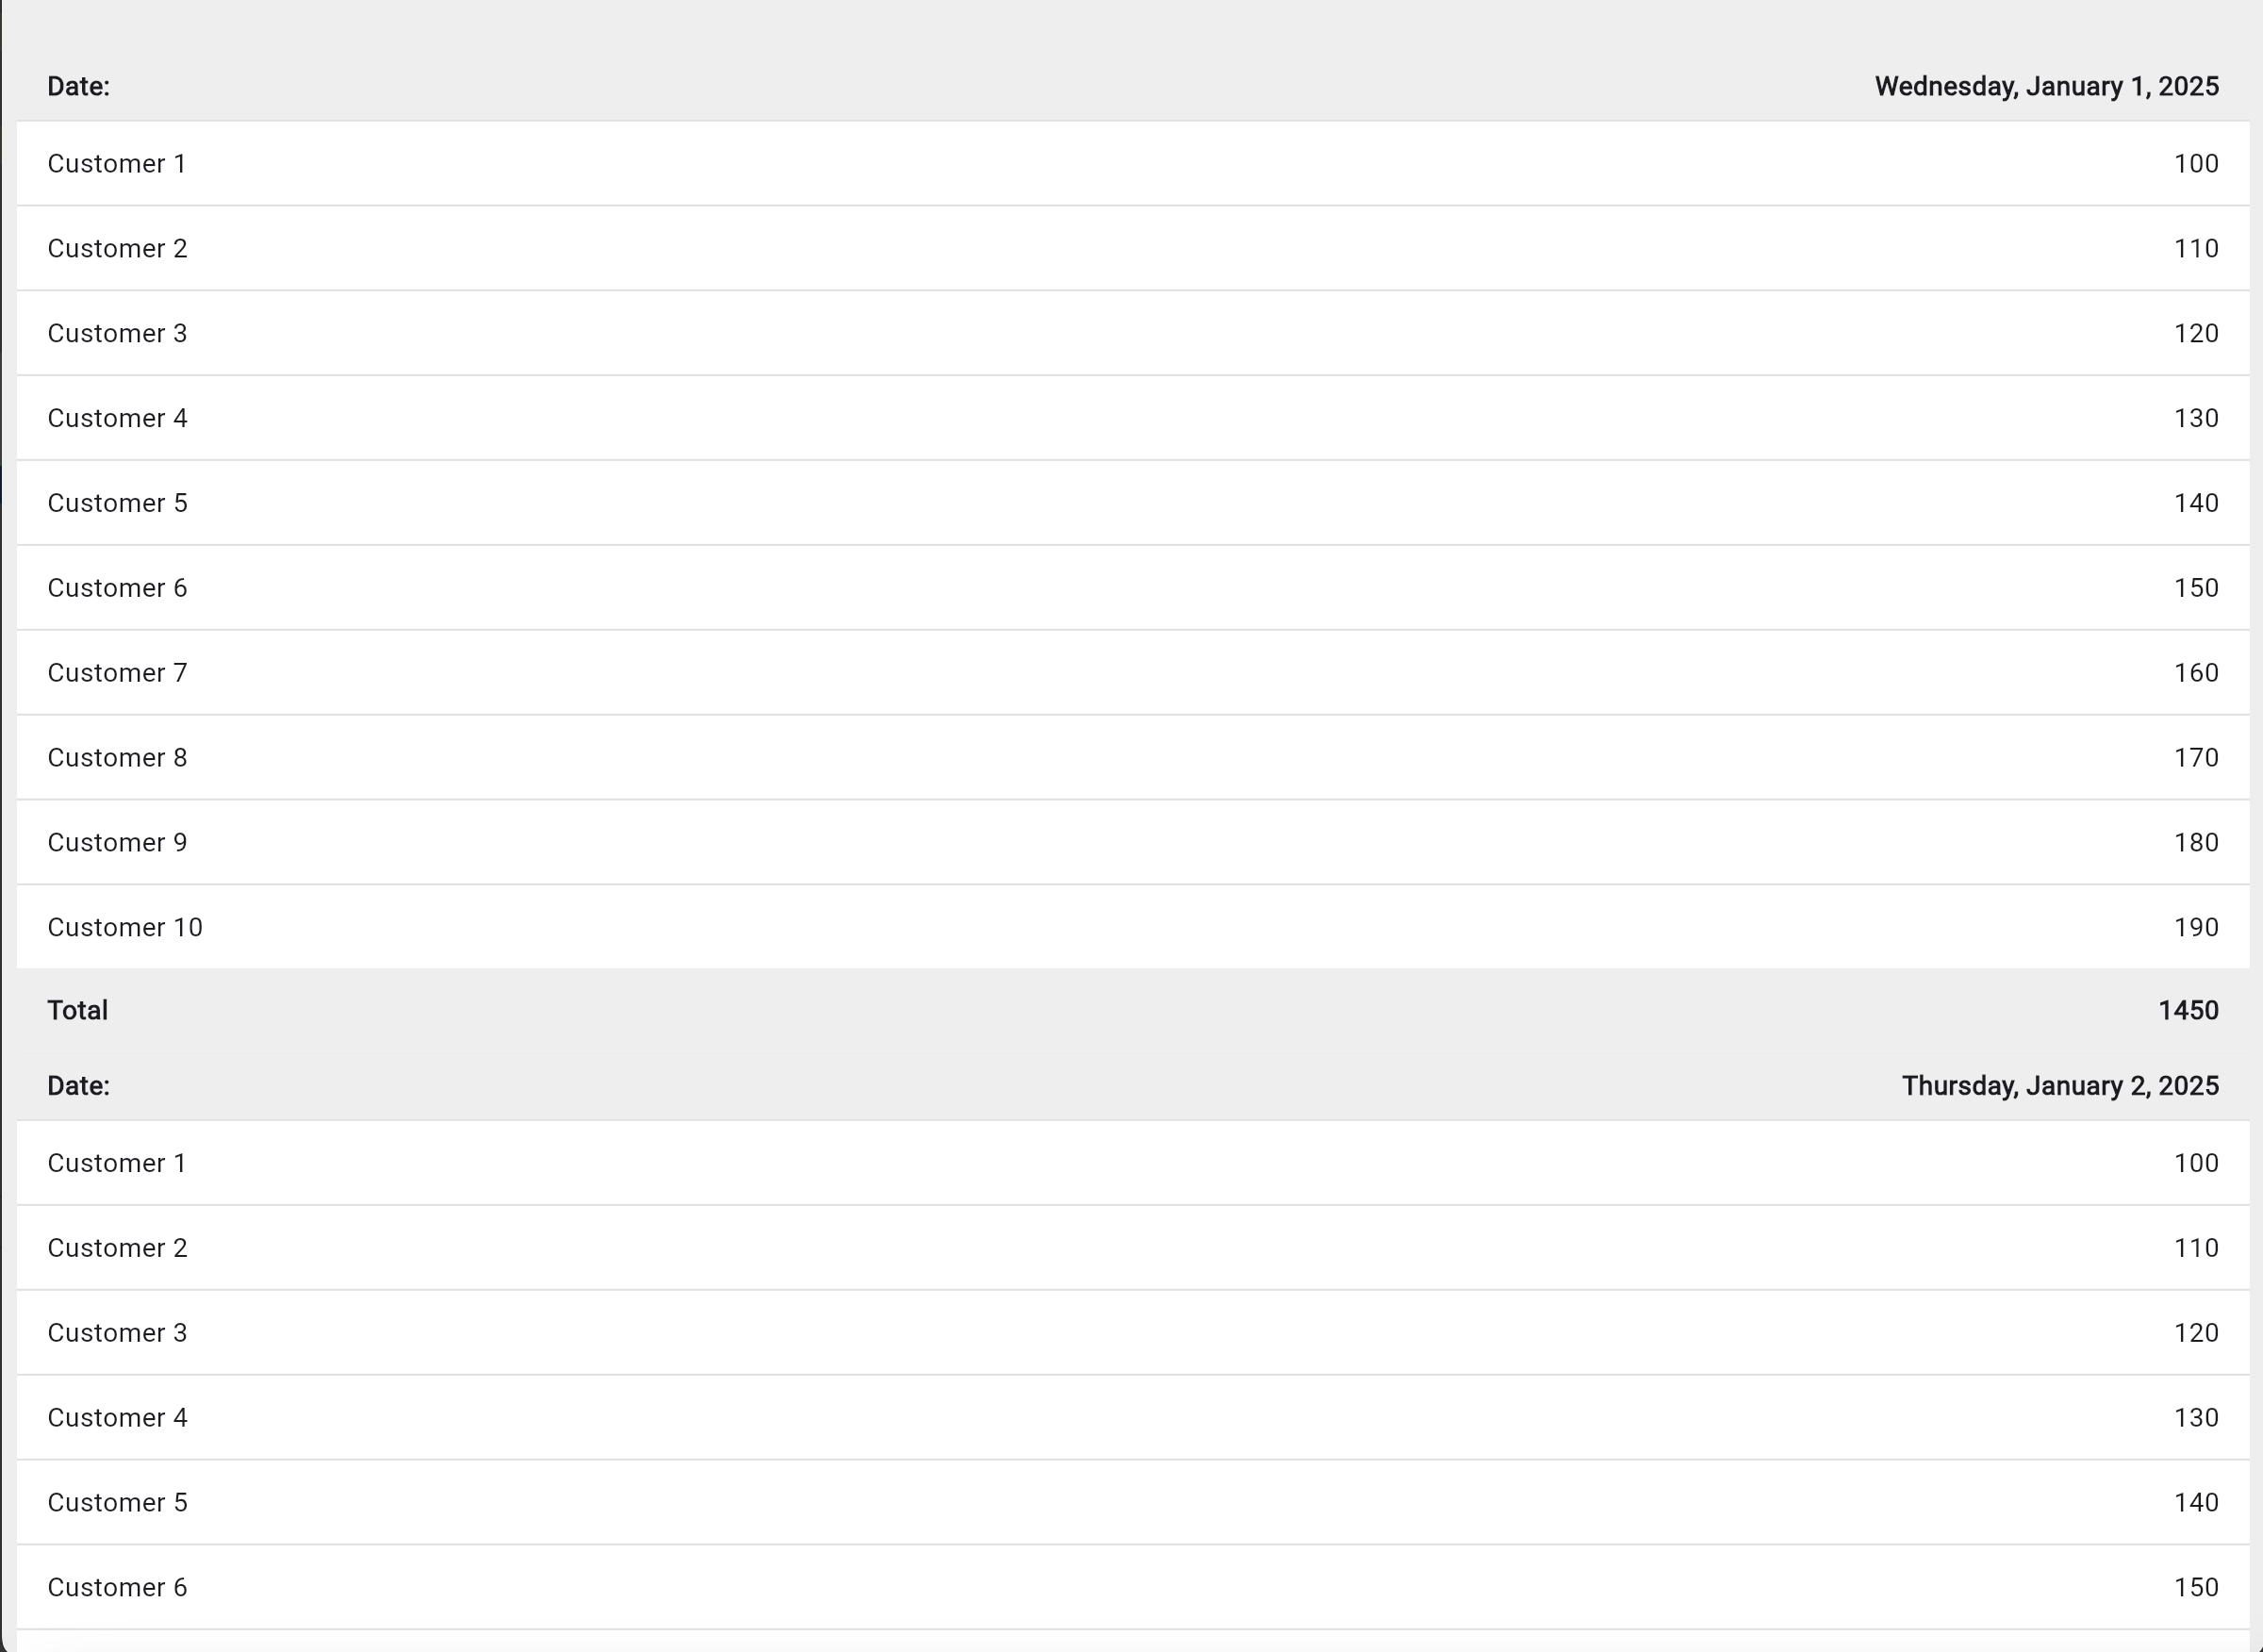 Date: Wednesday, January 1, 2025
Customer 1 100
Customer 2 110
Customer 3 120
Customer 4 130
Customer 5 140
Customer 6 150
Customer 7 160
Customer 8 170
Customer 9 180
Customer 10 190
Total 1450
Date: Thursday, January 2, 2025
Customer 1 100
Customer 2 110
Customer 3 120
Customer 4 130
Customer 5 140
Customer 6 150